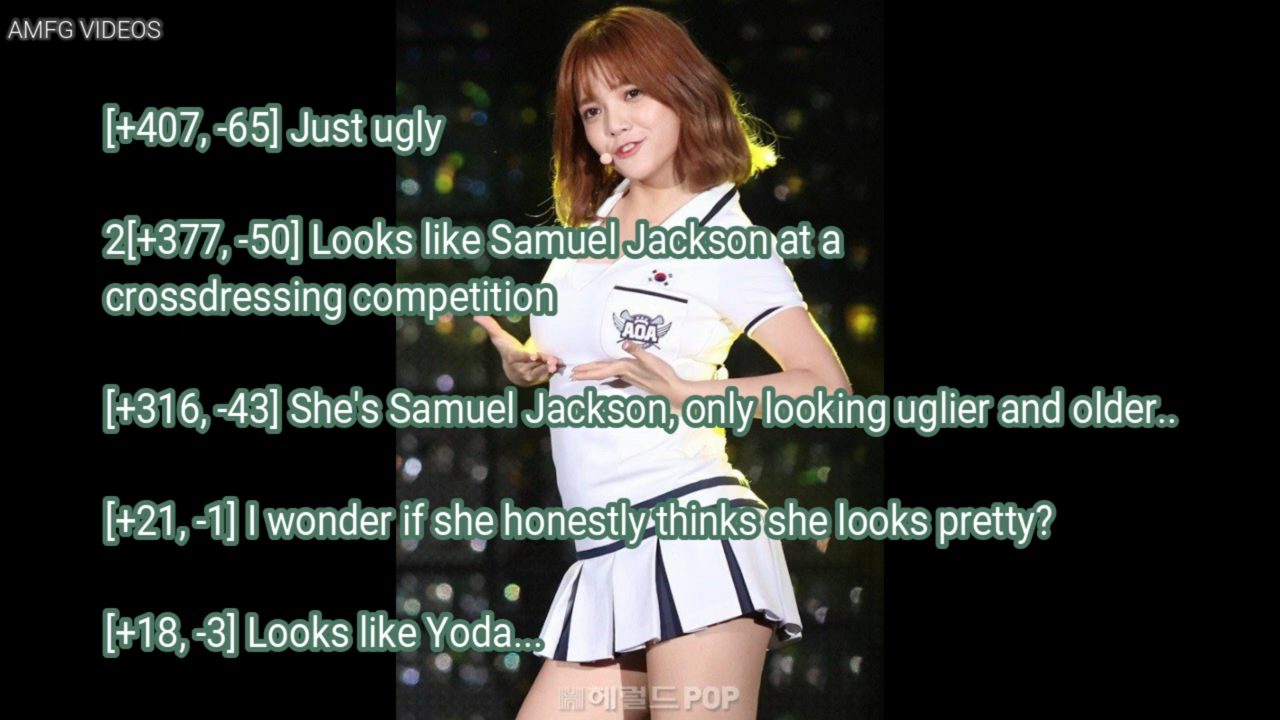 AMFG VIDEOS
[+407, -65] Just ugly
2[+377, -50] Looks like Samuel Jackson at a
crossdressing competition
AOA
[+316, -43] She's Samuel Jackson, only looking uglier and older..
[+21, -1] I wonder if she honestly thinks she looks pretty?
[+18, -3] Looks like Yoda...
헤럴드POP